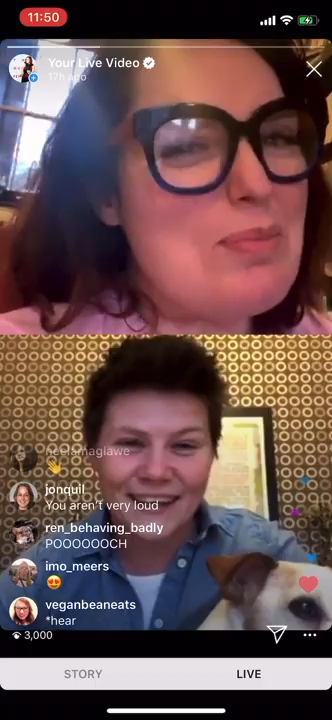 11:50
Your Live Video
17h ago
neelamaglawe
jonquil
You aren't very loud
ren_behaving_badly
POOOOOOCH
imo_meers
veganbeaneats
*hear
3,000
STORY
LIVE